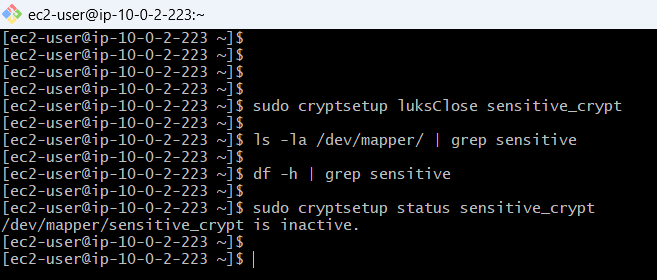 ec2-user@ip-10-0-2-223:~
[ec2-user@ip-10-0-2-223 ~]$
[ec2-user@ip-10-0-2-223 ~]$
[ec2-user@ip-10-0-2-223 ~]$
[ec2-user@ip-10-0-2-223 ~]$
[ec2-user@ip-10-0-2-223 ~]$ sudo cryptsetup luksClose sensitive_crypt
[ec2-user@ip-10-0-2-223 ~]$
[ec2-user@ip-10-0-2-223 ~]$ ls -la /dev/mapper/ | grep sensitive
[ec2-user@ip-10-0-2-223 ~]$
[ec2-user@ip-10-0-2-223 ~]$ df -h | grep sensitive
[ec2-user@ip-10-0-2-223 ~]$
[ec2-user@ip-10-0-2-223 ~]$ sudo cryptsetup status sensitive_crypt
/dev/mapper/sensitive_crypt is inactive.
[ec2-user@ip-10-0-2-223 ~]$
[ec2-user@ip-10-0-2-223 ~]$